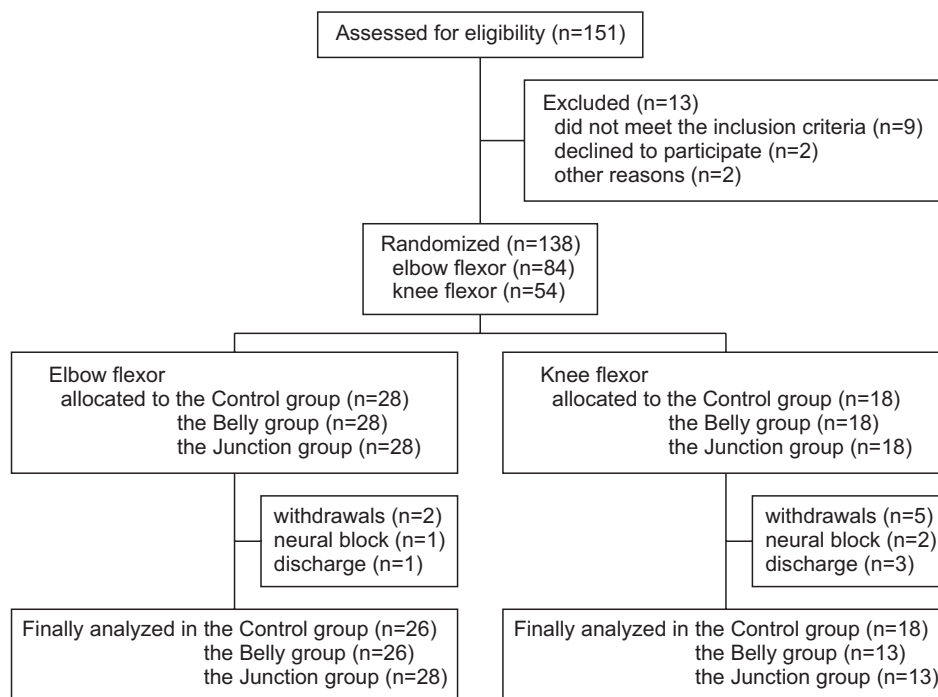 Assessed for eligibility (n=151)
Excluded (n=13)
did not meet the inclusion criteria (n=9)
declined to participate (n=2)
other reasons (n=2)
Randomized (n=138)
elbow flexor (n=84)
knee flexor (n=54)
Elbow flexor
allocated to the Control group (n=28)
the Belly group (n=28)
the Junction group (n=28)
Knee flexor
allocated to the Control group (n=18)
the Belly group (n=18)
the Junction group (n=18)
withdrawals (n=2)
neural block (n=1)
discharge (n=1)
withdrawals (n=5)
neural block (n=2)
discharge (n=3)
Finally analyzed in the Control group (n=26)
the Belly group (n=26)
the Junction group (n=28)
Finally analyzed in the Control group (n=18)
the Belly group (n=13)
the Junction group (n=13)